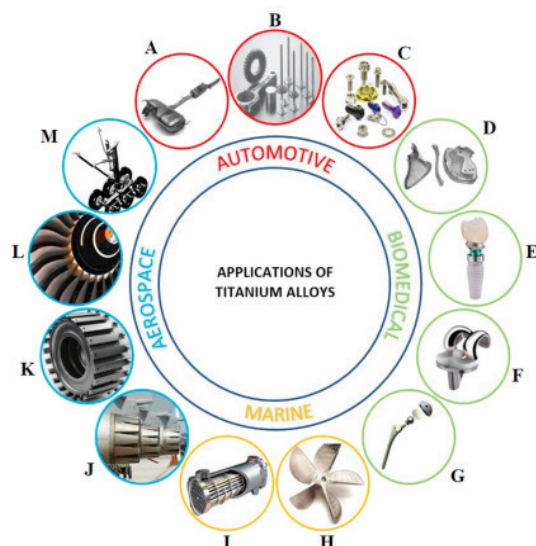 B
A
C
M
D
AUTOMOTIVE
L
E
APPLICATIONS OF
TITANIUM ALLOYS
AEROSPACE
BIOMEDICAL
K
F
MARINE
J
G
I
H